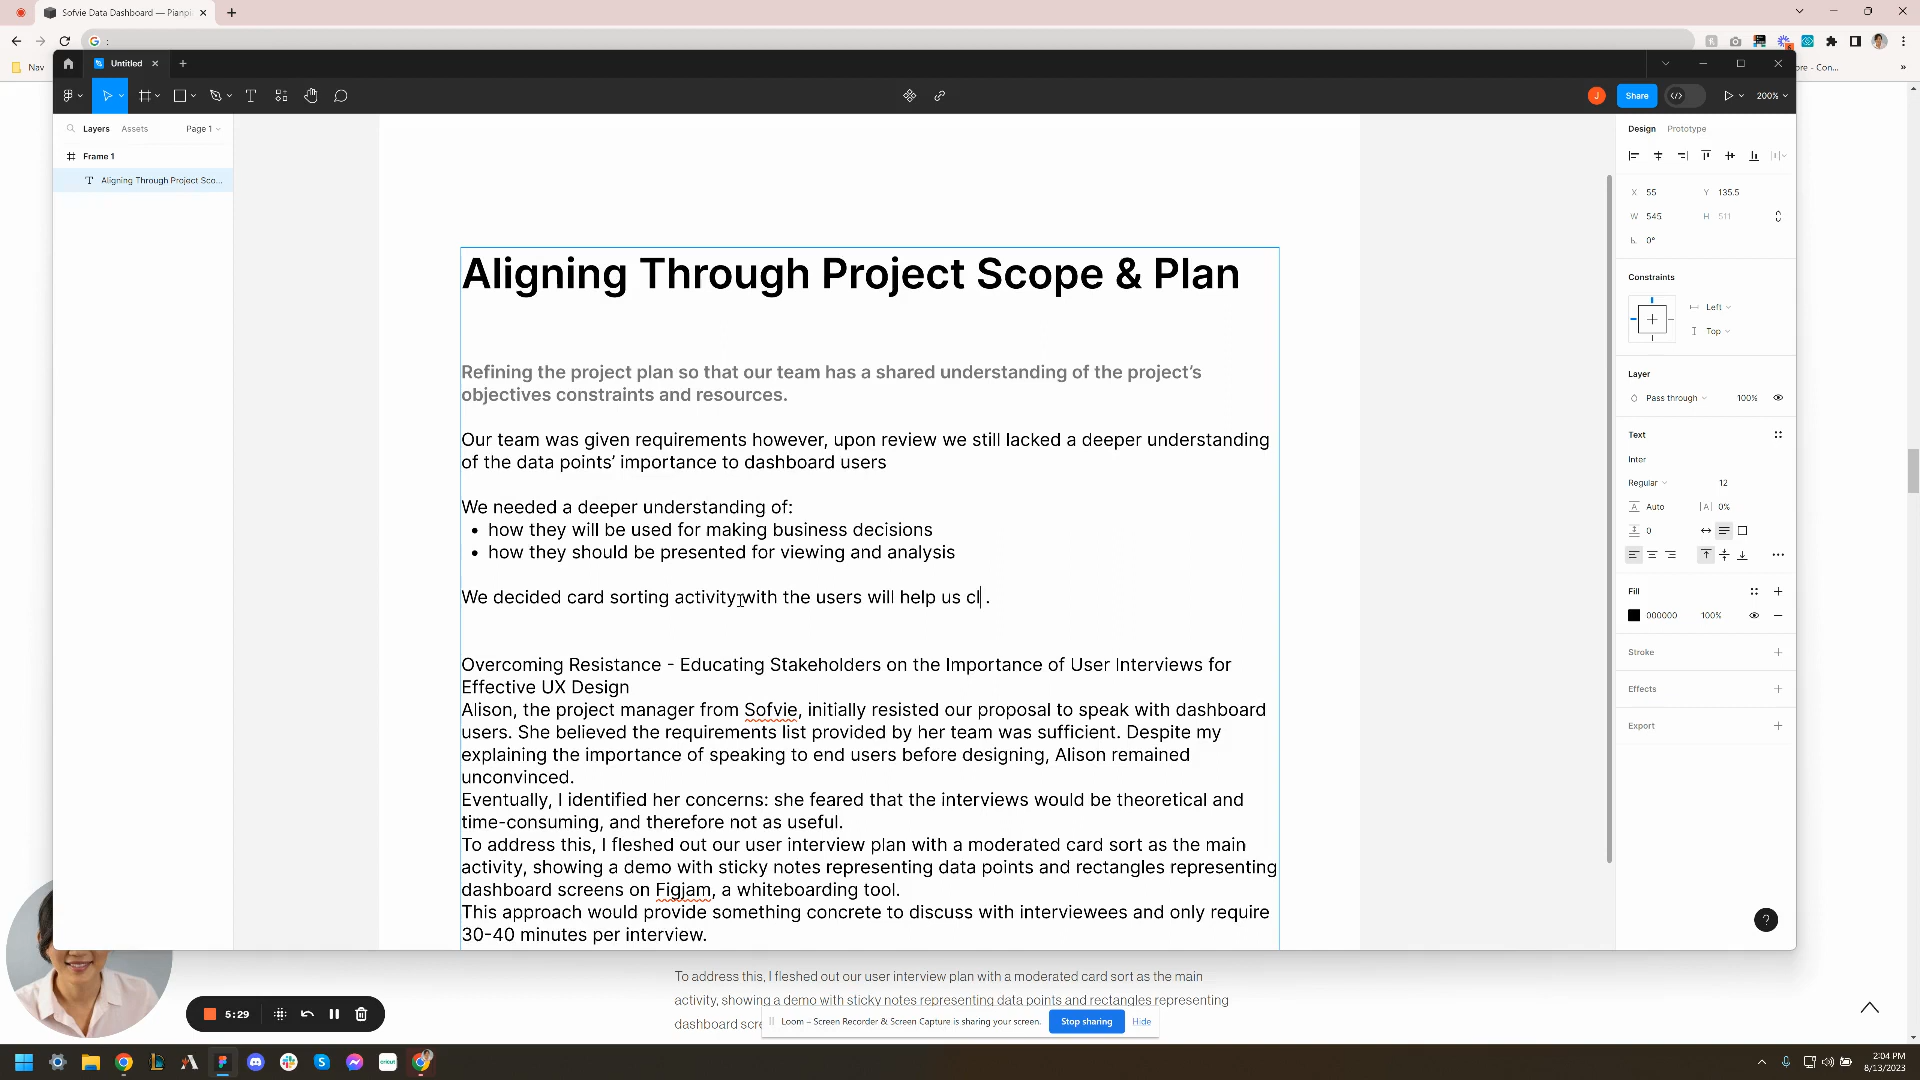 Sofvie Data Dashboard — Pianpi
Nav
ore - Con...
Untitled
Share
200%
Layers
Assets
Page 1
Design
Prototype
Frame 1
Aligning Through Project Sco...
X 55
Y 135.5
W 545
H 511
0°
Constraints
Left
Top
Layer
Pass through
100%
Text
Inter
Regular
12
Auto
0%
0
Fill
000000
100%
Stroke
Effects
Export
Aligning Through Project Scope & Plan
Refining the project plan so that our team has a shared understanding of the project's
objectives constraints and resources.
Our team was given requirements however, upon review we still lacked a deeper understanding
of the data points' importance to dashboard users
We needed a deeper understanding of:
• how they will be used for making business decisions
• how they should be presented for viewing and analysis
We decided card sorting activity with the users will help us cl .
Overcoming Resistance - Educating Stakeholders on the Importance of User Interviews for
Effective UX Design
Alison, the project manager from Sofvie, initially resisted our proposal to speak with dashboard
users. She believed the requirements list provided by her team was sufficient. Despite my
explaining the importance of speaking to end users before designing, Alison remained
unconvinced.
Eventually, I identified her concerns: she feared that the interviews would be theoretical and
time-consuming, and therefore not as useful.
To address this, I fleshed out our user interview plan with a moderated card sort as the main
activity, showing a demo with sticky notes representing data points and rectangles representing
dashboard screens on Figjam, a whiteboarding tool.
This approach would provide something concrete to discuss with interviewees and only require
30-40 minutes per interview.
To address this, I fleshed out our user interview plan with a moderated card sort as the main
activity, showing a demo with sticky notes representing data points and rectangles representing
dashboard scre
Loom – Screen Recorder & Screen Capture is sharing your screen.
Stop sharing
Hide
5:29
2:04 PM
8/13/2023